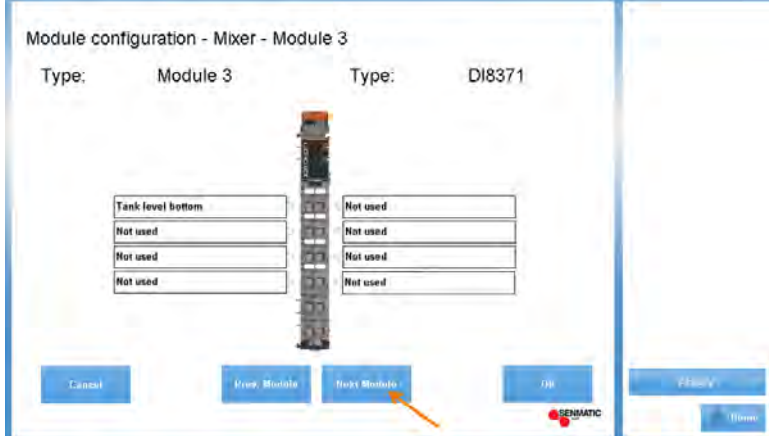 Module configuration - Mixer - Module 3
Type: Module 3 Type: DI8371
Tank level bottom Not used
Not used Not used
Not used Not used
Not used Not used
Cancel Prev. Module Next Module OK
SENMATIC
Home